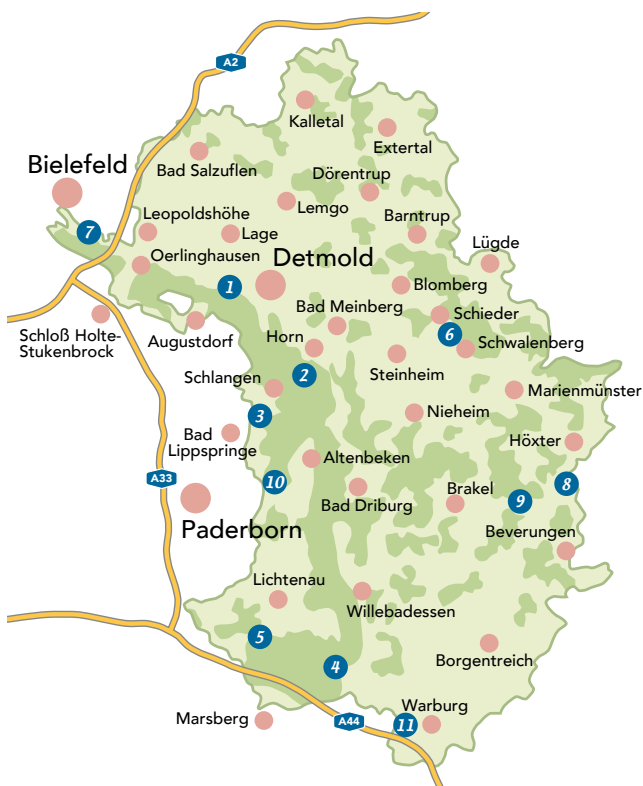 A2
Kalletal
Extertal
Bad Salzuflen
Bielefeld
Dörentrup
Lemgo
Leopoldshöhe
Barntrup
7
Lage
Lügde
Oerlinghausen
Detmold
1
Blomberg
Bad Meinberg
Schieder
Schloß Holte-
Stukenbrock
Augustdorf
Horn
6
Schwalenberg
Steinheim
2
Schlangen
Marienmünster
3
Nieheim
Bad
Lippspringe
Höxter
Altenbeken
A33
10
8
Bad Driburg
Brakel
9
Paderborn
Beverungen
Lichtenau
Willebadessen
5
Borgentreich
4
Marsberg
A44
Warburg
11